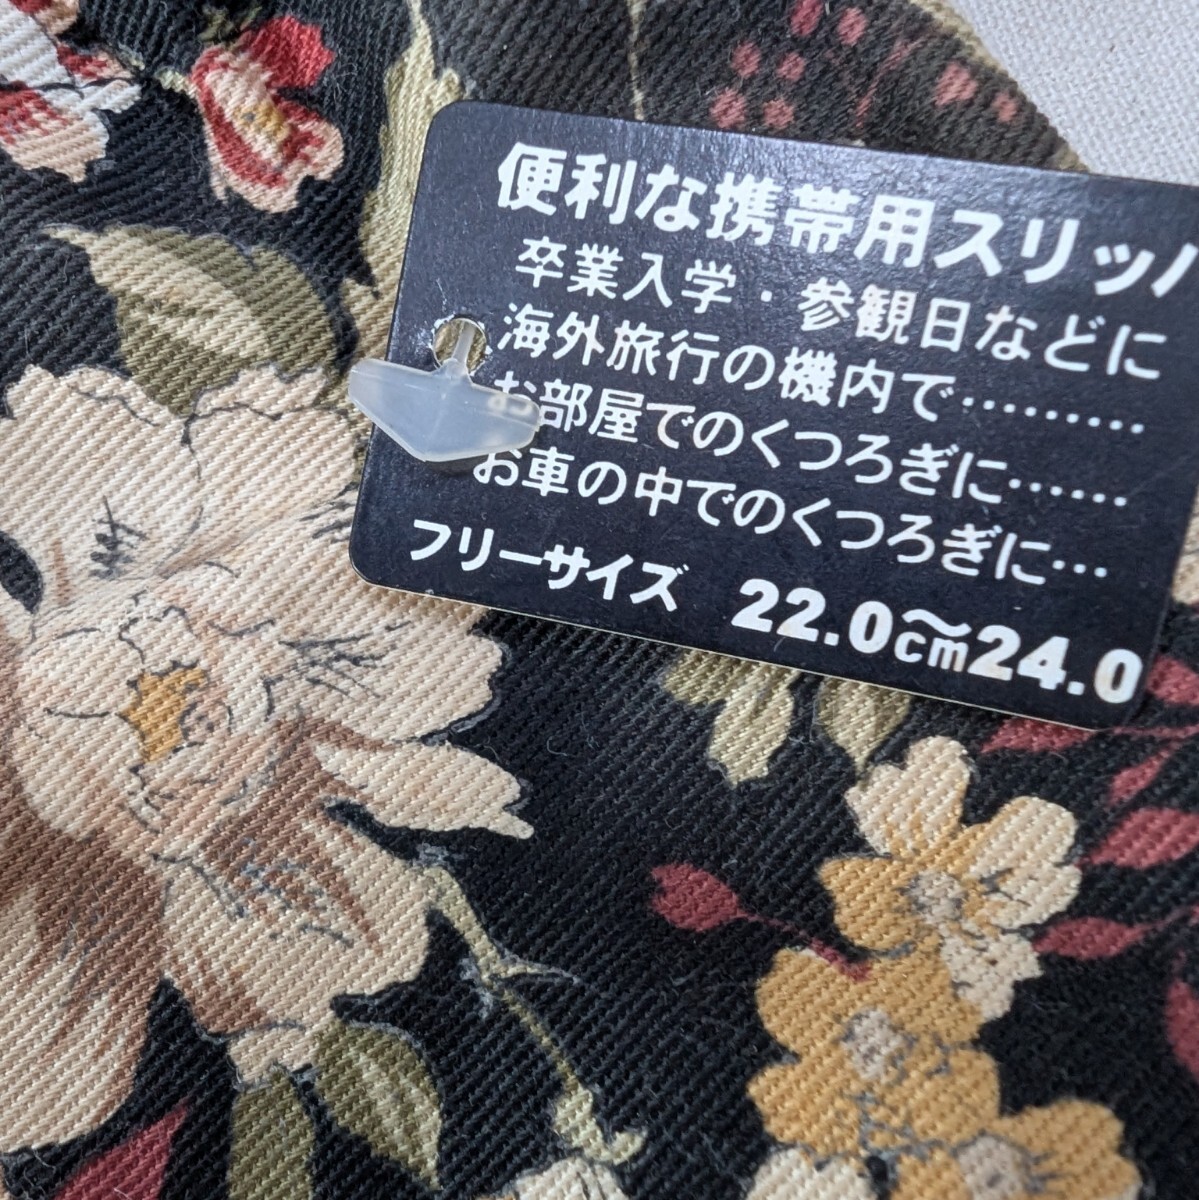 便利な携帯用スリッパ
卒業入学・参観日などに
海外旅行の機内で………
お部屋でのくつろぎに……
お車の中でのくつろぎに…
フリーサイズ 22.0〜24.0cm